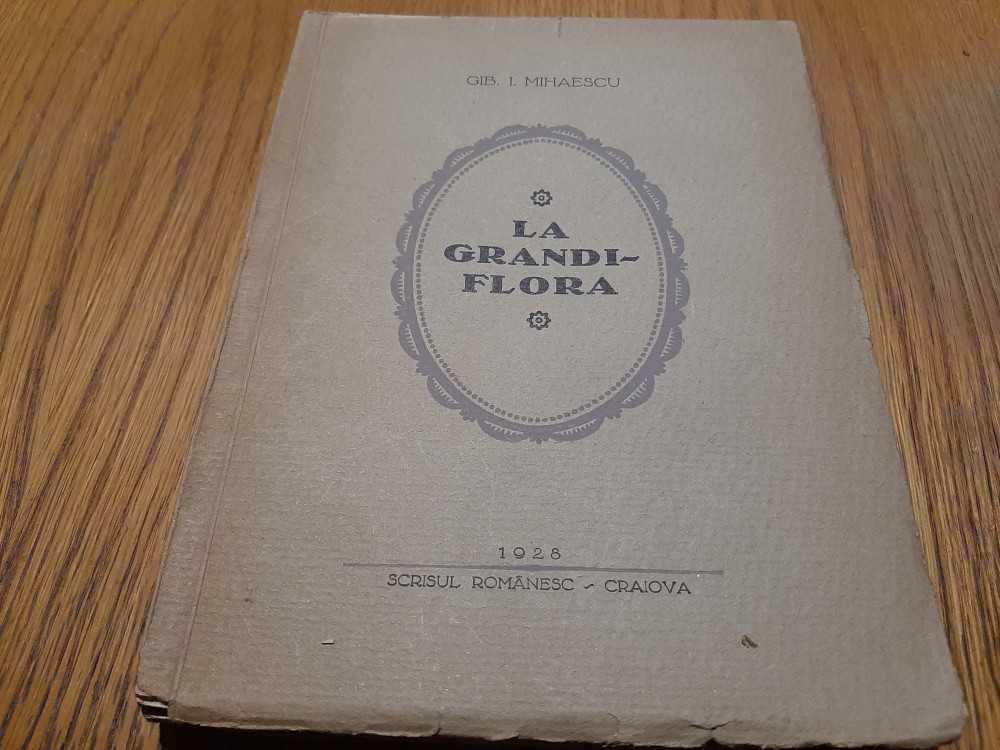 GIB. I. MIHAESCU
LA
GRANDI-
FLORA
1928
SCRISUL ROMÂNESC - CRAIOVA